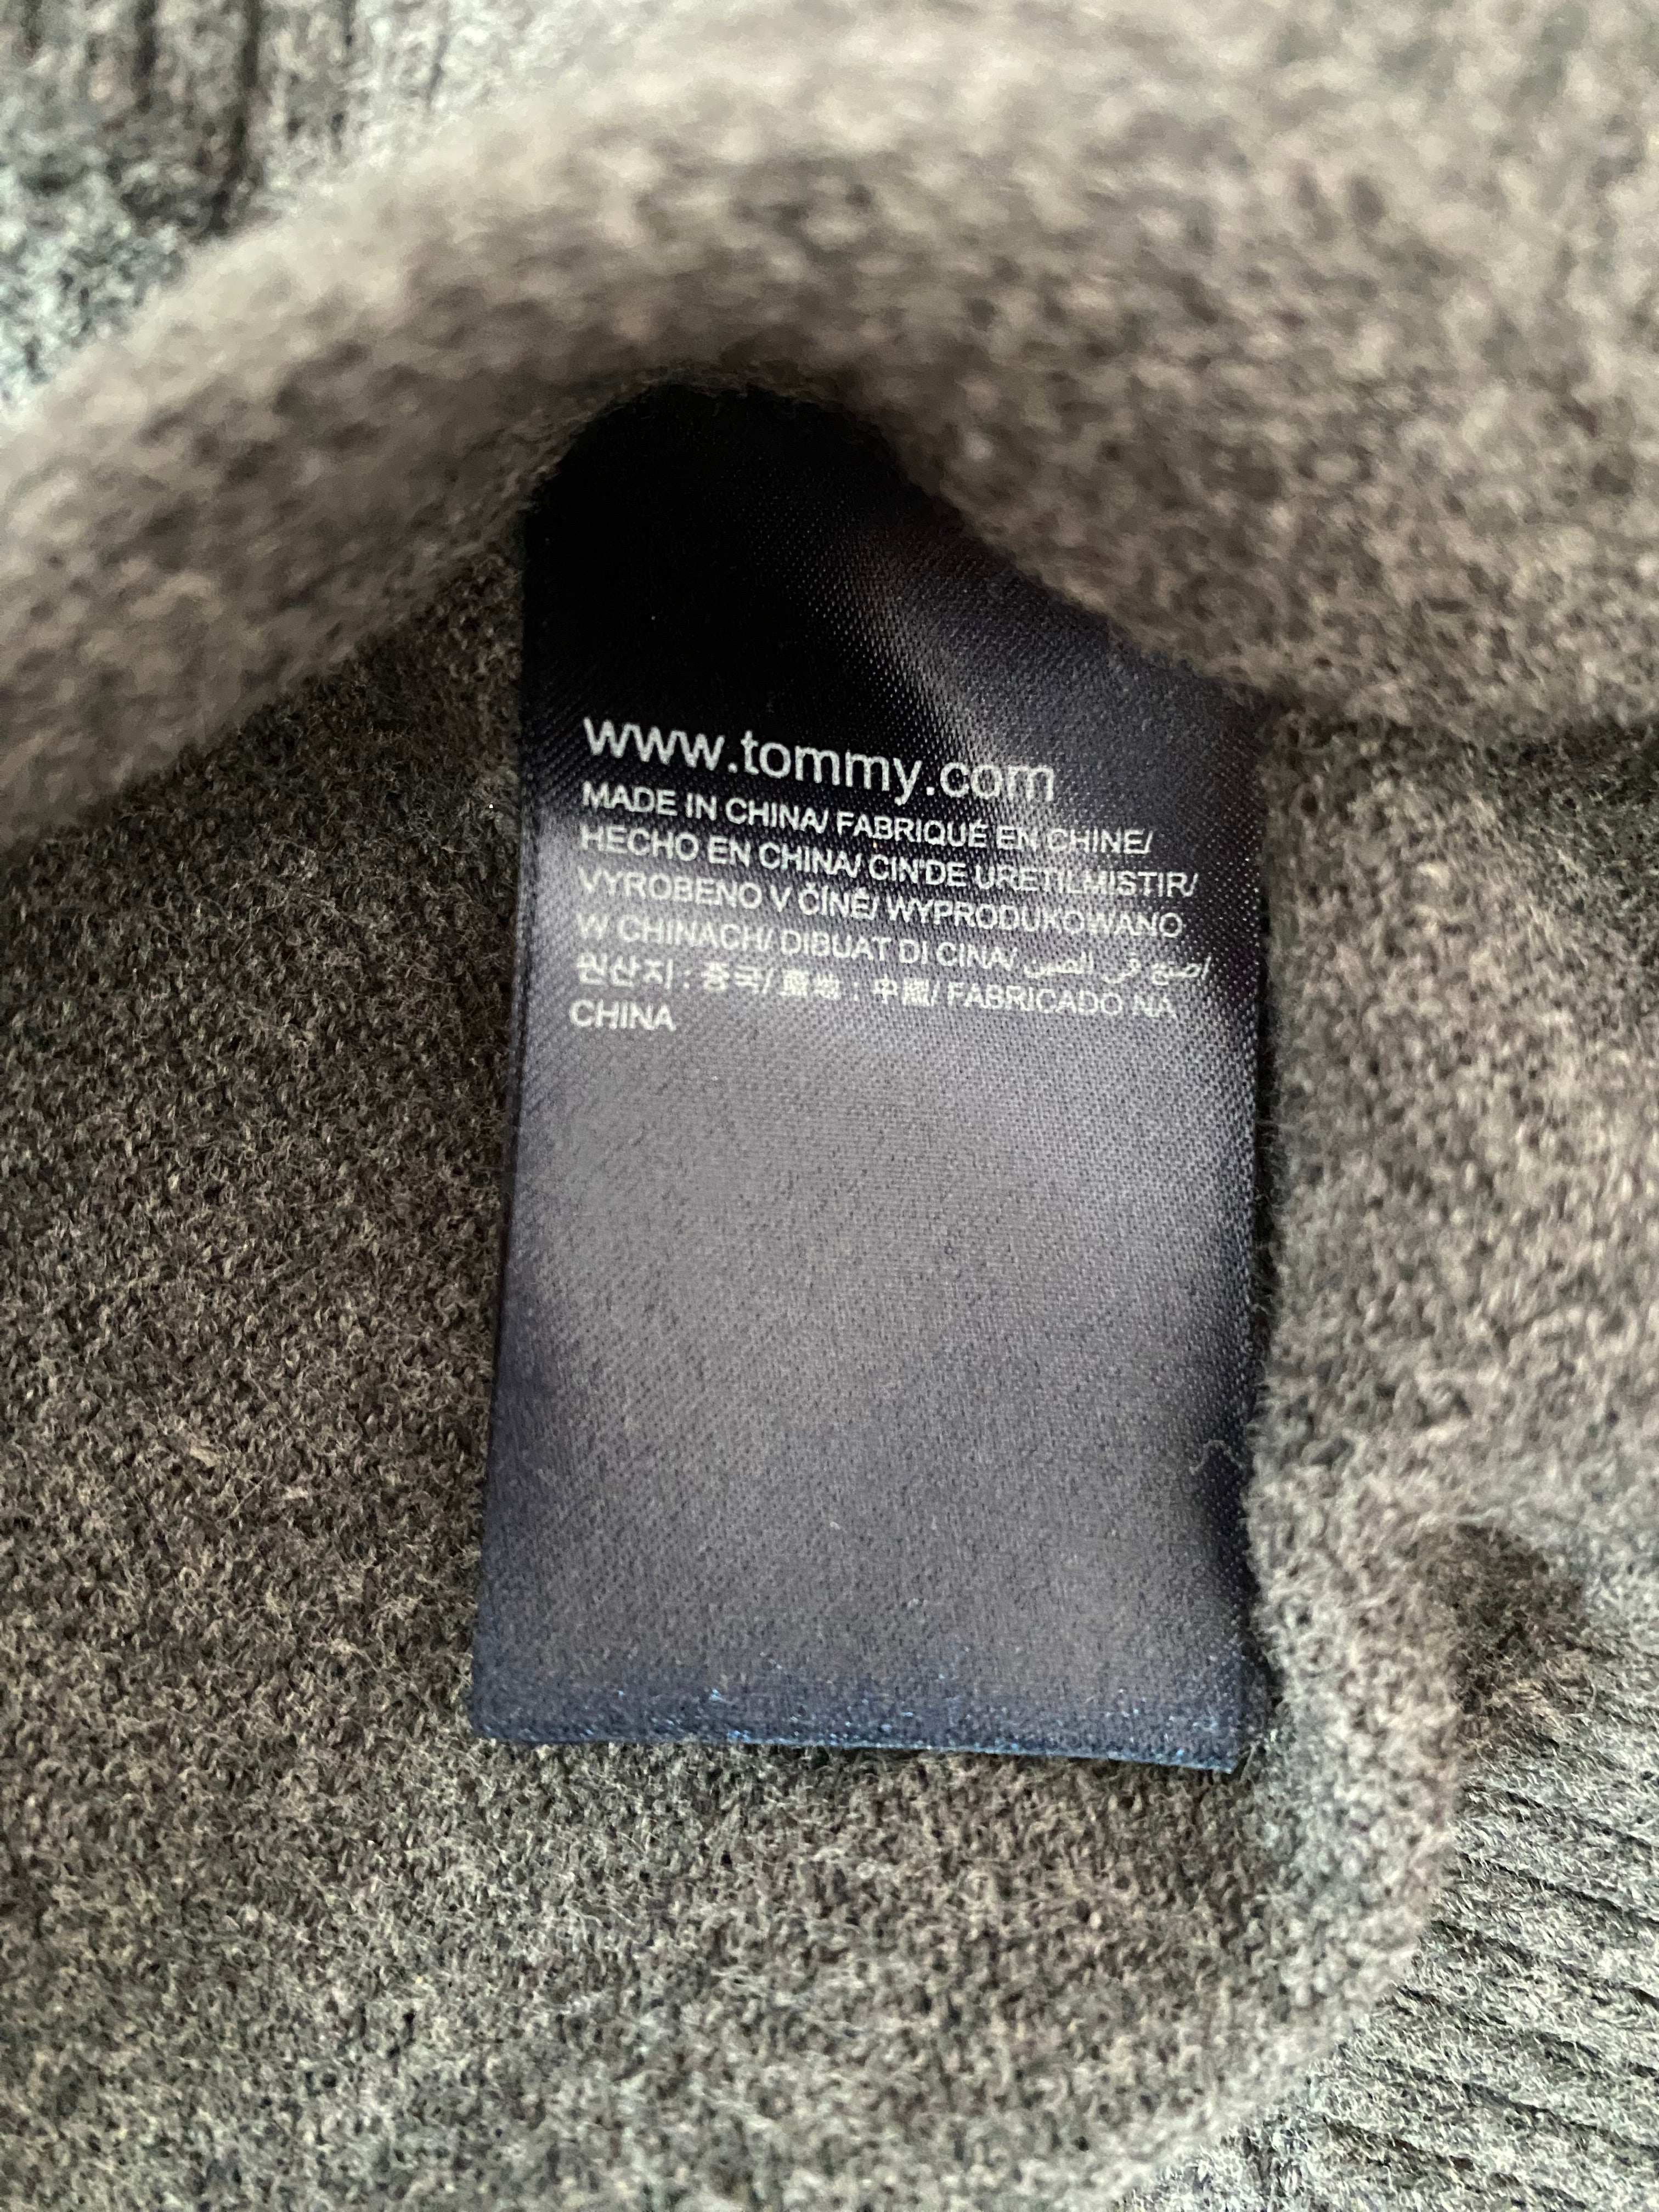 www.tommy.com
MADE IN CHINA/ FABRIQUÉ EN CHINE/
HECHO EN CHINA/ CIN'DE URETILMISTIR/
VYROBENO V ČÍNĚ/ WYPRODUKOWANO
W CHINACH/ DIBUAT DI CINA/ اصنع في الصين/
원산지 : 중국/ 產地 : 中國/ FABRICADO NA
CHINA